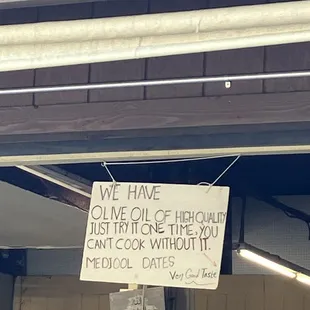 WE HAVE
OLIVE OIL OF HIGH QUALITY
JUST TRY IT ONE TIME, YOU
CANT COOK WITHOUT IT.
MEDJOOL DATES
Very Good Taste